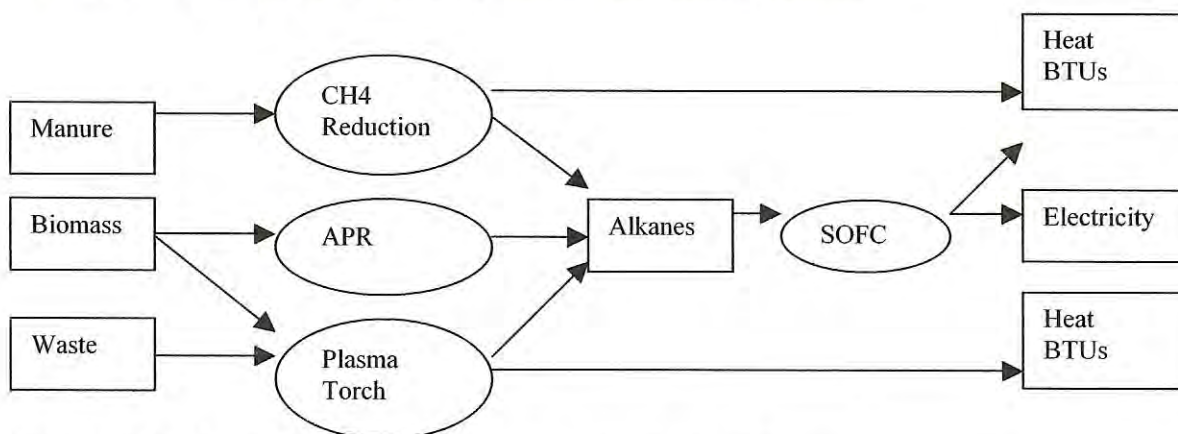 Heat
BTUs
CH4
Reduction
Manure
Biomass
APR
Alkanes
SOFC
Electricity
Waste
Plasma
Torch
Heat
BTUs